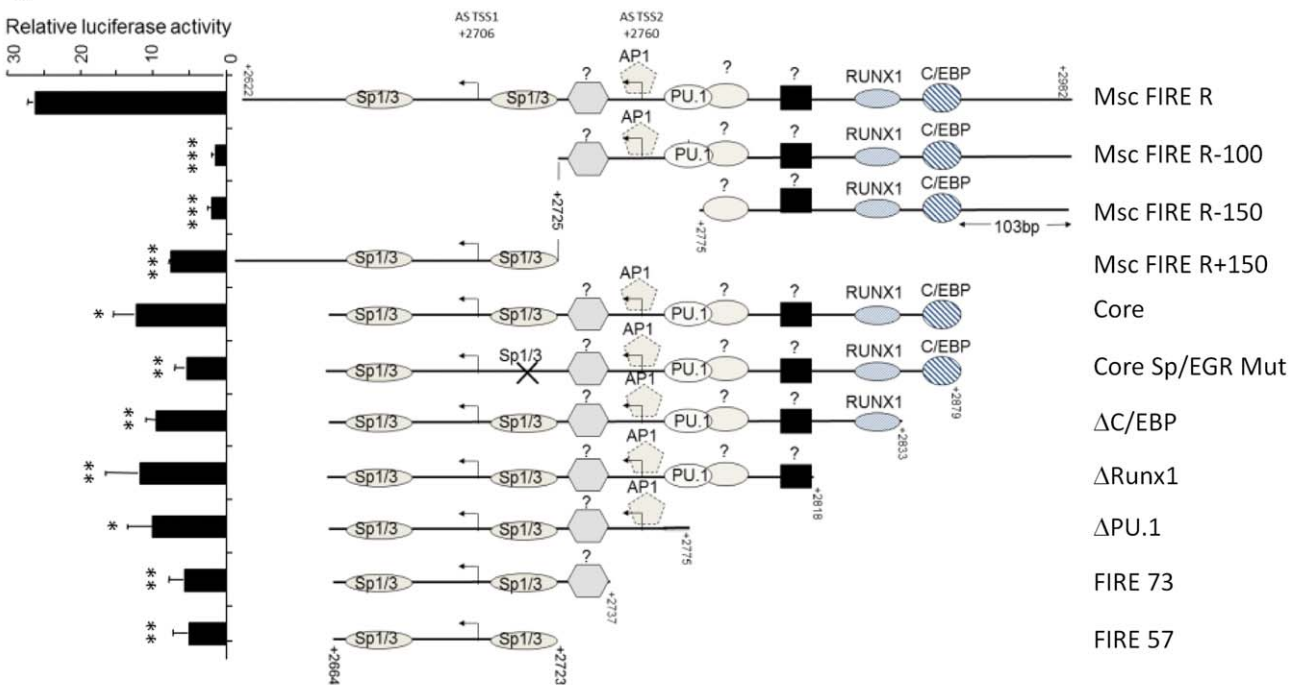 Relative luciferase activity
30
20
10
0
AS TSS1
+2706
AS TSS2
+2760
+2622
Sp1/3
Sp1/3
?
AP1
PU.1
?
?
RUNX1
C/EBP
+2982
Msc FIRE R
***
+2725
?
AP1
PU.1
?
?
RUNX1
C/EBP
Msc FIRE R-100
***
+2775
?
?
RUNX1
C/EBP
103bp
Msc FIRE R-150
***
Sp1/3
Sp1/3
Msc FIRE R+150
*
Sp1/3
Sp1/3
?
AP1
PU.1
?
?
RUNX1
C/EBP
Core
**
Sp1/3
Sp1/3
?
AP1
PU.1
?
?
RUNX1
C/EBP
+2879
Core Sp/EGR Mut
**
Sp1/3
Sp1/3
?
AP1
PU.1
?
?
RUNX1
+2833
ΔC/EBP
**
Sp1/3
Sp1/3
?
AP1
PU.1
?
?
+2818
ΔRunx1
*
Sp1/3
Sp1/3
?
AP1
+2775
ΔPU.1
**
Sp1/3
Sp1/3
?
+2737
FIRE 73
**
Sp1/3
Sp1/3
+2664
+2723
FIRE 57